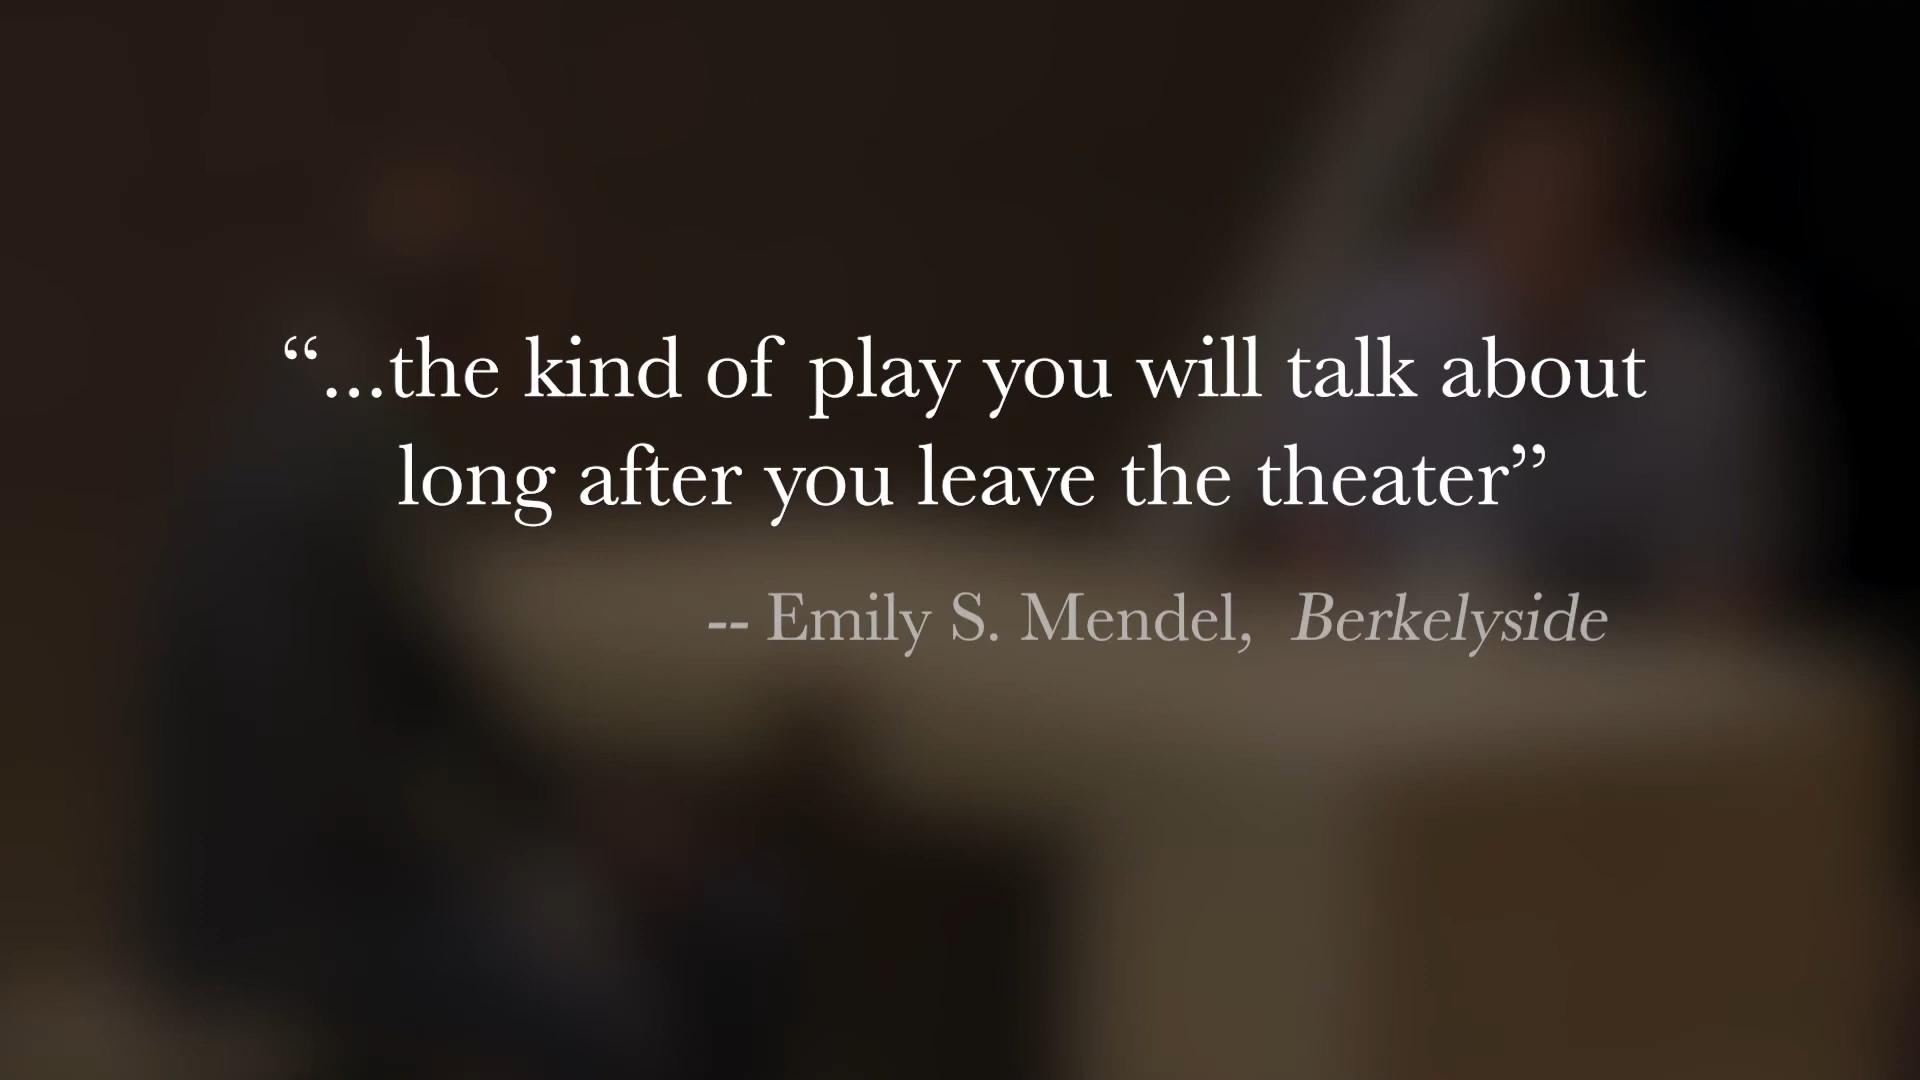 “...the kind of play you will talk about
long after you leave the theater”
-- Emily S. Mendel, Berkelyside